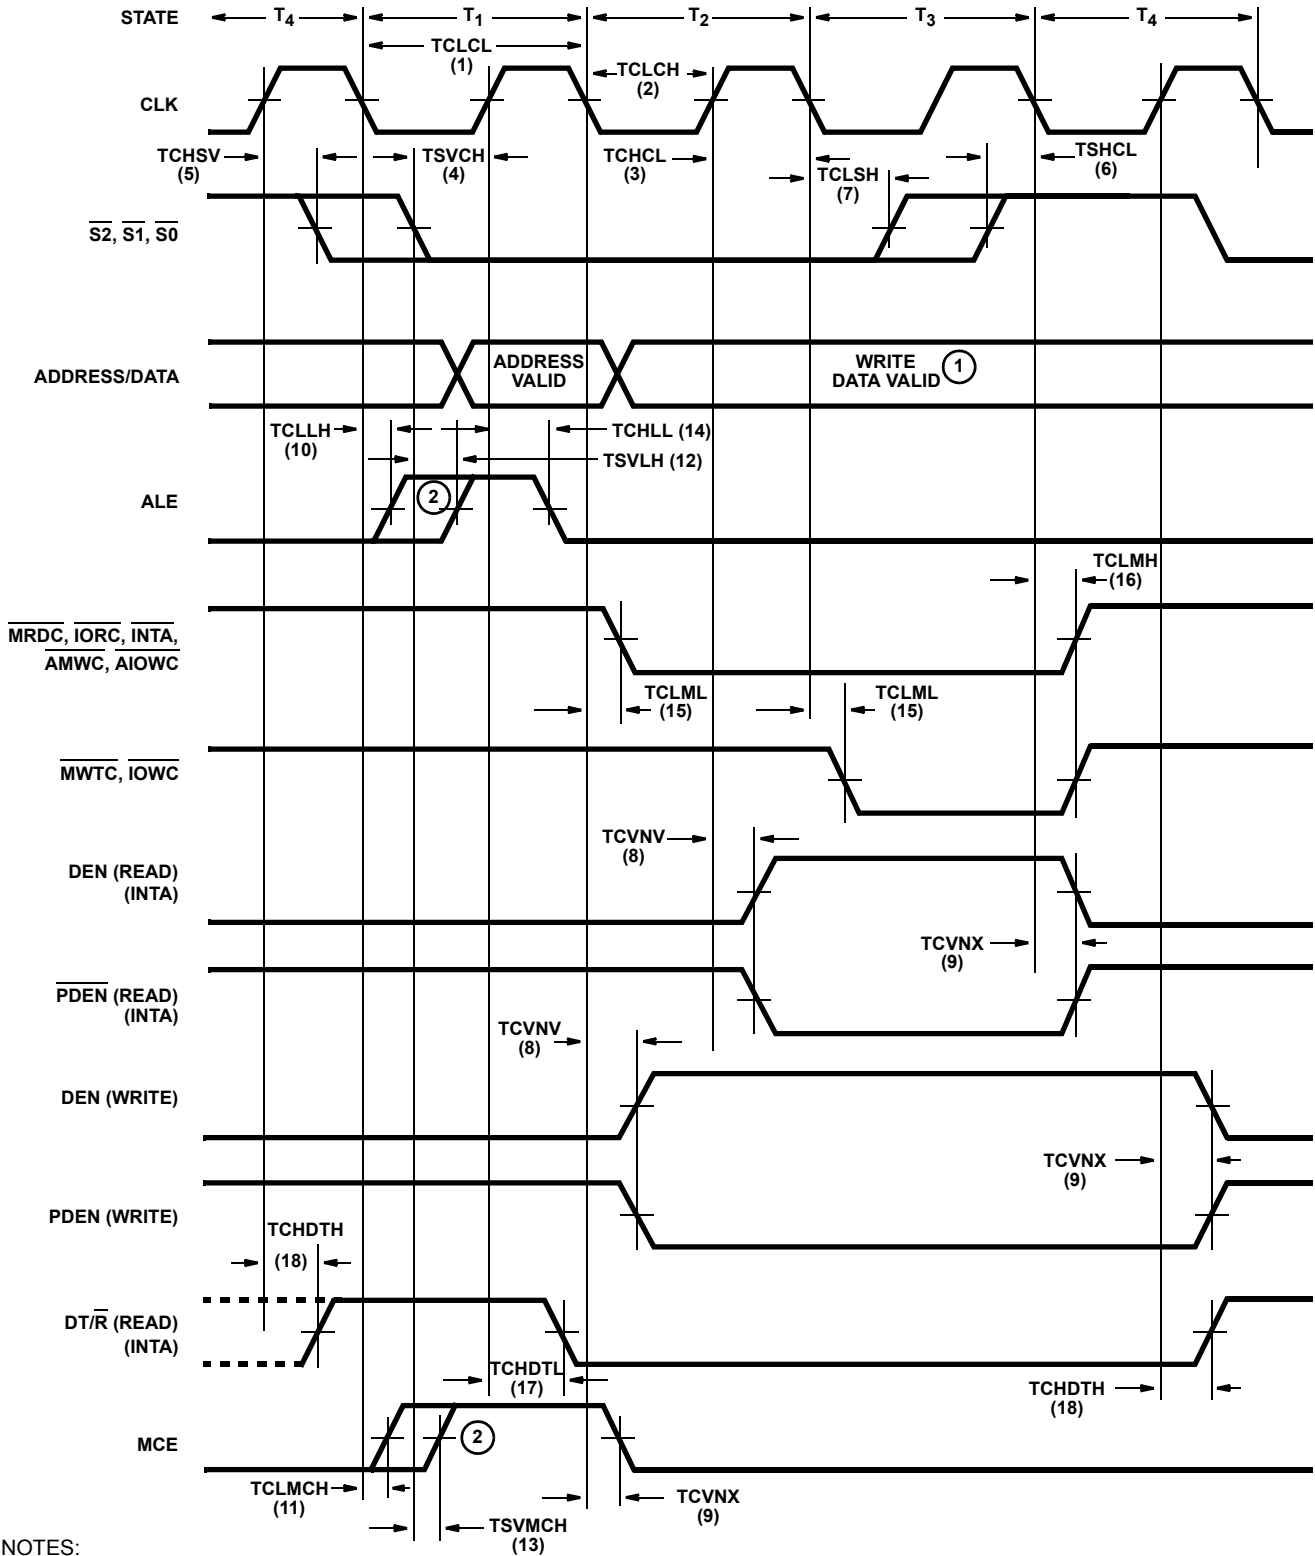 STATE T4 T1 T2 T3 T4
TCLCL
(1)
TCLCH
(2)
CLK
TCHSV
(5)
TSVCH
(4)
TCHCL
(3)
TCLSH
(7)
TSHCL
(6)
S2, S1, S0
ADDRESS/DATA
ADDRESS
VALID
WRITE
DATA VALID 1
TCLLH
(10)
TCHLL (14)
TSVLH (12)
ALE
2
TCLMH
(16)
MRDC, IORC, INTA,
AMWC, AIOWC
TCLML
(15)
TCLML
(15)
MWTC, IOWC
TCVNV
(8)
DEN (READ)
(INTA)
TCVNX
(9)
PDEN (READ)
(INTA)
TCVNV
(8)
DEN (WRITE)
TCVNX
(9)
PDEN (WRITE)
TCHDTH
(18)
DT/R (READ)
(INTA)
TCHDTL
(17)
TCHDTH
(18)
MCE
2
TCLMCH
(11)
TCVNX
(9)
TSVMCH
(13)
NOTES: